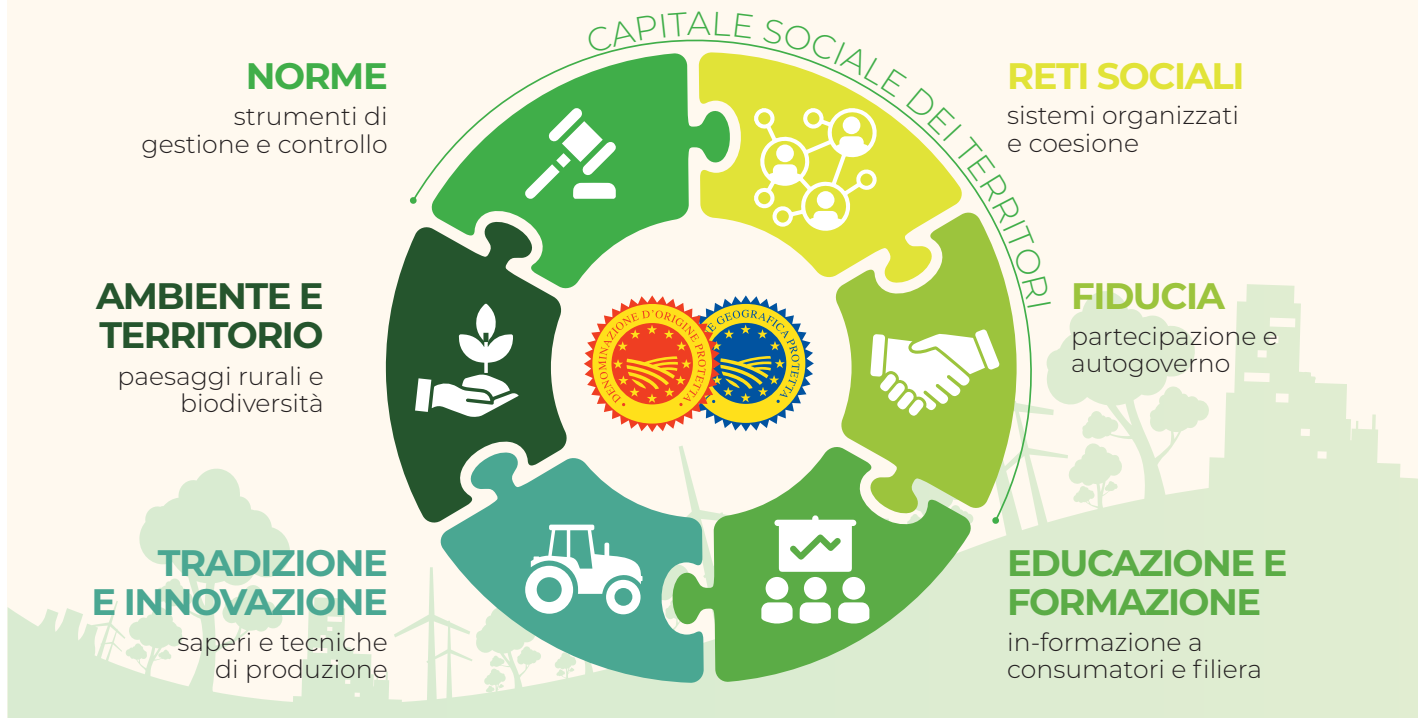 CAPITALE SOCIALE DEI TERRITORI
NORME
strumenti di
gestione e controllo
RETI SOCIALI
sistemi organizzati
e coesione
AMBIENTE E
TERRITORIO
paesaggi rurali e
biodiversità
DENOMINAZIONE D'ORIGINE PROTETTA
E GEOGRAFICA PROTETTA
FIDUCIA
partecipazione e
autogoverno
TRADIZIONE
E INNOVAZIONE
saperi e tecniche
di produzione
EDUCAZIONE E
FORMAZIONE
in-formazione a
consumatori e filiera